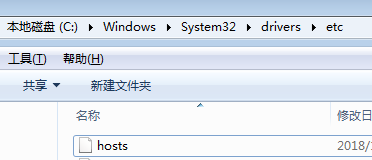 本地磁盘 (C:) ▸ Windows ▸ System32 ▸ drivers ▸ etc
工具(T) 帮助(H)
共享 ▾ 新建文件夹
名称 修改日
hosts 2018/